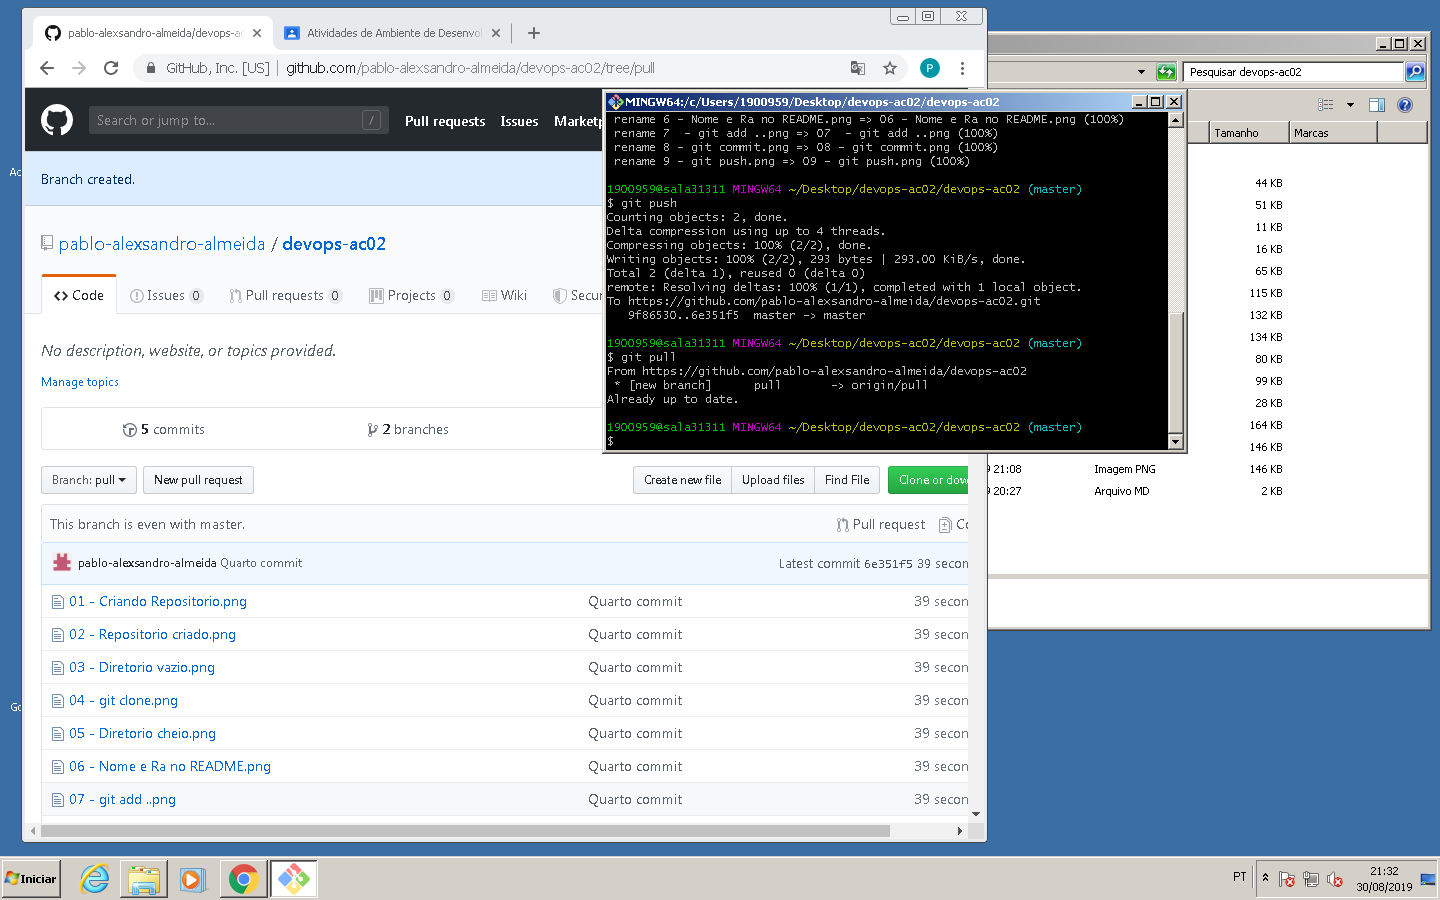 pablo-alexsandro-almeida/devops-ac
Atividades de Ambiente de Desenvol
GitHub, Inc. [US]
github.com/pablo-alexsandro-almeida/devops-ac02/tree/pull
P
Search or jump to...
/
Pull requests
Issues
Marketp
Branch created.
pablo-alexsandro-almeida / devops-ac02
Code
Issues 0
Pull requests 0
Projects 0
Wiki
Secur
No description, website, or topics provided.
Manage topics
5 commits
2 branches
Branch: pull
New pull request
Create new file
Upload files
Find File
Clone or dow
This branch is even with master.
Pull request
Co
pablo-alexsandro-almeida Quarto commit
Latest commit 6e351f5 39 secon
01 - Criando Repositorio.png Quarto commit 39 secon
02 - Repositorio criado.png Quarto commit 39 secon
03 - Diretorio vazio.png Quarto commit 39 secon
04 - git clone.png Quarto commit 39 secon
05 - Diretorio cheio.png Quarto commit 39 secon
06 - Nome e Ra no README.png Quarto commit 39 secon
07 - git add ..png Quarto commit 39 secon
MINGW64:/c/Users/1900959/Desktop/devops-ac02/devops-ac02
rename 6 - Nome e Ra no README.png => 06 - Nome e Ra no README.png (100%)
rename 7  - git add ..png => 07  - git add ..png (100%)
rename 8 - git commit.png => 08 - git commit.png (100%)
rename 9 - git push.png => 09 - git push.png (100%)
1900959@sala31311 MINGW64 ~/Desktop/devops-ac02/devops-ac02 (master)
$ git push
Counting objects: 2, done.
Delta compression using up to 4 threads.
Compressing objects: 100% (2/2), done.
Writing objects: 100% (2/2), 293 bytes | 293.00 KiB/s, done.
Total 2 (delta 1), reused 0 (delta 0)
remote: Resolving deltas: 100% (1/1), completed with 1 local object.
To https://github.com/pablo-alexsandro-almeida/devops-ac02.git
9f86530..6e351f5  master -> master
1900959@sala31311 MINGW64 ~/Desktop/devops-ac02/devops-ac02 (master)
$ git pull
From https://github.com/pablo-alexsandro-almeida/devops-ac02
* [new branch]      pull       -> origin/pull
Already up to date.
1900959@sala31311 MINGW64 ~/Desktop/devops-ac02/devops-ac02 (master)
$
Pesquisar devops-ac02
Tamanho
Marcas
44 KB
51 KB
11 KB
16 KB
65 KB
115 KB
132 KB
134 KB
80 KB
99 KB
28 KB
164 KB
146 KB
9 21:08 Imagem PNG 146 KB
9 20:27 Arquivo MD 2 KB
Ac
Go
Iniciar
PT
21:32
30/08/2019